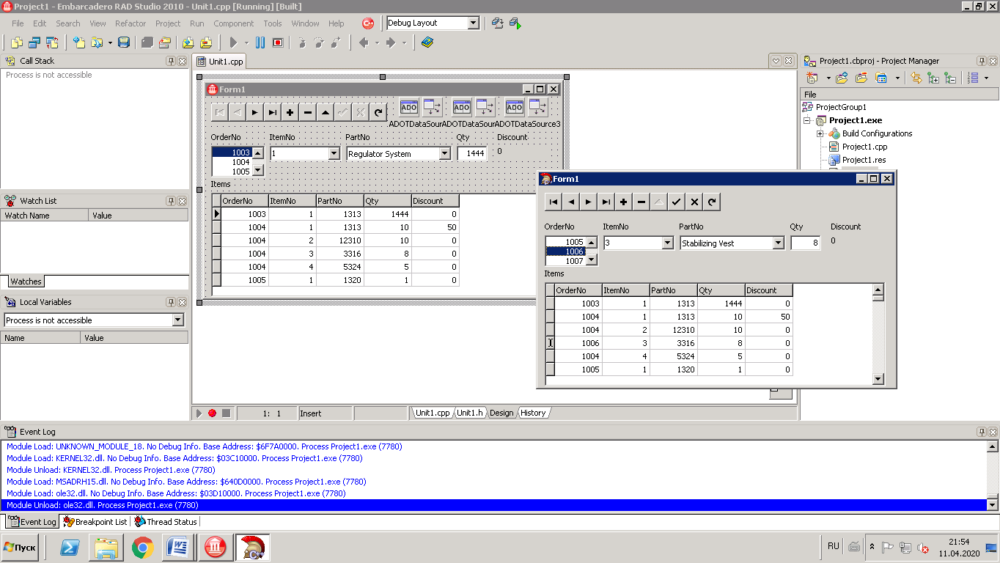 Project1 - Embarcadero RAD Studio 2010 - Unit1.cpp [Running] [Built]
File Edit Search View Refactor Project Run Component Tools Window Help
Debug Layout
Call Stack
Process is not accessible
Watch List
Watch Name Value
Watches
Local Variables
Process is not accessible
Name Value
Unit1.cpp
Form1
ADO ADO ADO
ADOTDataSourADOTDataSourADOTDataSource3
OrderNo ItemNo PartNo Qty Discount
1003 1 Regulator System 1444 0
1004
1005
Items
OrderNo ItemNo PartNo Qty Discount
1003 1 1313 1444 0
1004 1 1313 10 50
1004 2 12310 10 0
1004 3 3316 8 0
1004 4 5324 5 0
1005 1 1320 1 0
Form1
OrderNo ItemNo PartNo Qty Discount
1005 3 Stabilizing Vest 8 0
1006
1007
Items
OrderNo ItemNo PartNo Qty Discount
1003 1 1313 1444 0
1004 1 1313 10 50
1004 2 12310 10 0
1006 3 3316 8 0
1004 4 5324 5 0
1005 1 1320 1 0
1: 1 Insert Unit1.cpp Unit1.h Design History
Project1.cbproj - Project Manager
File
ProjectGroup1
Project1.exe
Build Configurations
Project1.cpp
Project1.res
Event Log
Module Load: UNKNOWN_MODULE_18. No Debug Info. Base Address: $6F7A0000. Process Project1.exe (7780)
Module Load: KERNEL32.dll. No Debug Info. Base Address: $03C10000. Process Project1.exe (7780)
Module Unload: KERNEL32.dll. Process Project1.exe (7780)
Module Load: MSADRH15.dll. No Debug Info. Base Address: $640D0000. Process Project1.exe (7780)
Module Load: ole32.dll. No Debug Info. Base Address: $03D10000. Process Project1.exe (7780)
Module Unload: ole32.dll. Process Project1.exe (7780)
Event Log Breakpoint List Thread Status
Пуск
C++
RU
21:54
11.04.2020